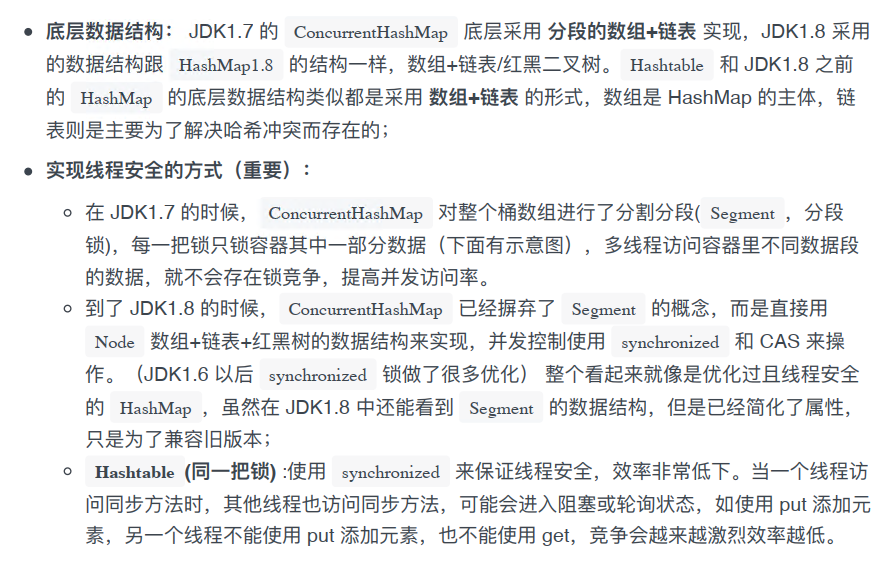 底层数据结构： JDK1.7 的 ConcurrentHashMap 底层采用 分段的数组+链表 实现，JDK1.8 采用
的数据结构跟 HashMap1.8 的结构一样，数组+链表/红黑二叉树。 Hashtable 和 JDK1.8 之前
的 HashMap 的底层数据结构类似都是采用 数组+链表 的形式，数组是 HashMap 的主体，链
表则是主要为了解决哈希冲突而存在的；
实现线程安全的方式（重要）：
在 JDK1.7 的时候， ConcurrentHashMap 对整个桶数组进行了分割分段( Segment ，分段
锁)，每一把锁只锁容器其中一部分数据（下面有示意图），多线程访问容器里不同数据段
的数据，就不会存在锁竞争，提高并发访问率。
到了 JDK1.8 的时候， ConcurrentHashMap 已经摒弃了 Segment 的概念，而是直接用
Node 数组+链表+红黑树的数据结构来实现，并发控制使用 synchronized 和 CAS 来操
作。（JDK1.6 以后 synchronized 锁做了很多优化） 整个看起来就像是优化过且线程安全
的 HashMap ，虽然在 JDK1.8 中还能看到 Segment 的数据结构，但是已经简化了属性，
只是为了兼容旧版本；
Hashtable (同一把锁) :使用 synchronized 来保证线程安全，效率非常低下。当一个线程访
问同步方法时，其他线程也访问同步方法，可能会进入阻塞或轮询状态，如使用 put 添加元
素，另一个线程不能使用 put 添加元素，也不能使用 get，竞争会越来越激烈效率越低。